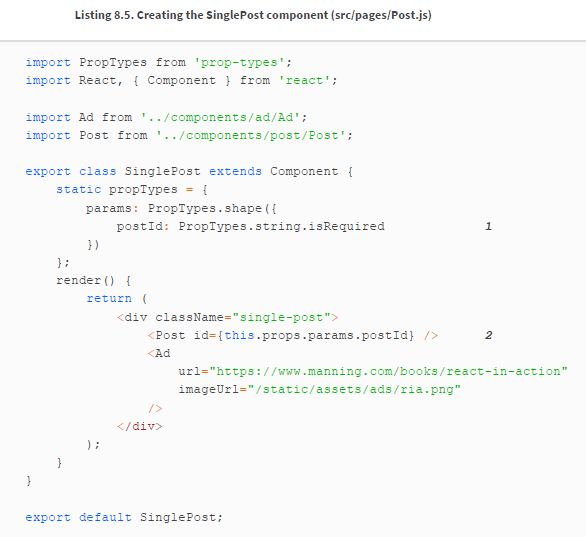 Listing 8.5. Creating the SinglePost component (src/pages/Post.js)
import PropTypes from 'prop-types';
import React, { Component } from 'react';
import Ad from '../components/ad/Ad';
import Post from '../components/post/Post';
export class SinglePost extends Component {
    static propTypes = {
        params: PropTypes.shape({
            postId: PropTypes.string.isRequired 1
        })
    };
    render() {
        return (
            <div className="single-post">
                <Post id={this.props.params.postId} /> 2
                <Ad
                    url="https://www.manning.com/books/react-in-action"
                    imageUrl="/static/assets/ads/ria.png"
                />
            </div>
        );
    }
}
export default SinglePost;